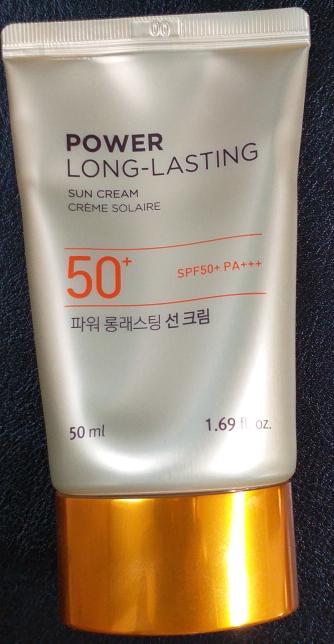 00
POWER
LONG-LASTING
SUN CREAM
CRÈME SOLAIRE
50+
SPF50+ PA+++
파워 롱래스팅 선 크림
50 ml 1.69 fl. oz.